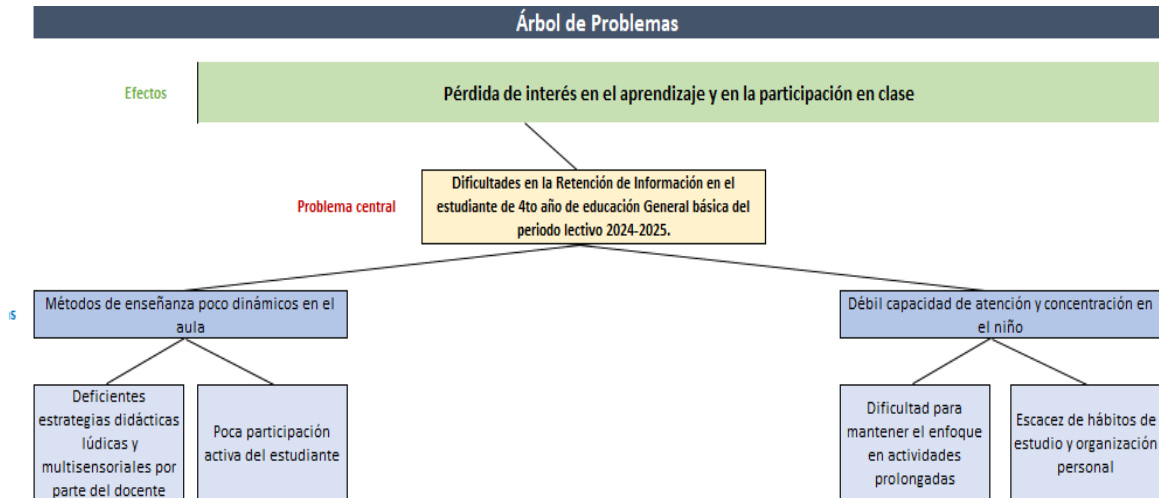 Árbol de Problemas
Efectos
Pérdida de interés en el aprendizaje y en la participación en clase
Problema central
Dificultades en la Retención de Información en el
estudiante de 4to año de educación General básica del
periodo lectivo 2024-2025.
Métodos de enseñanza poco dinámicos en el
aula
Débil capacidad de atención y concentración en
el niño
Deficientes
estrategias didácticas
lúdicas y
multisensoriales por
parte del docente
Poca participación
activa del estudiante
Dificultad para
mantener el enfoque
en actividades
prolongadas
Escacez de hábitos de
estudio y organización
personal